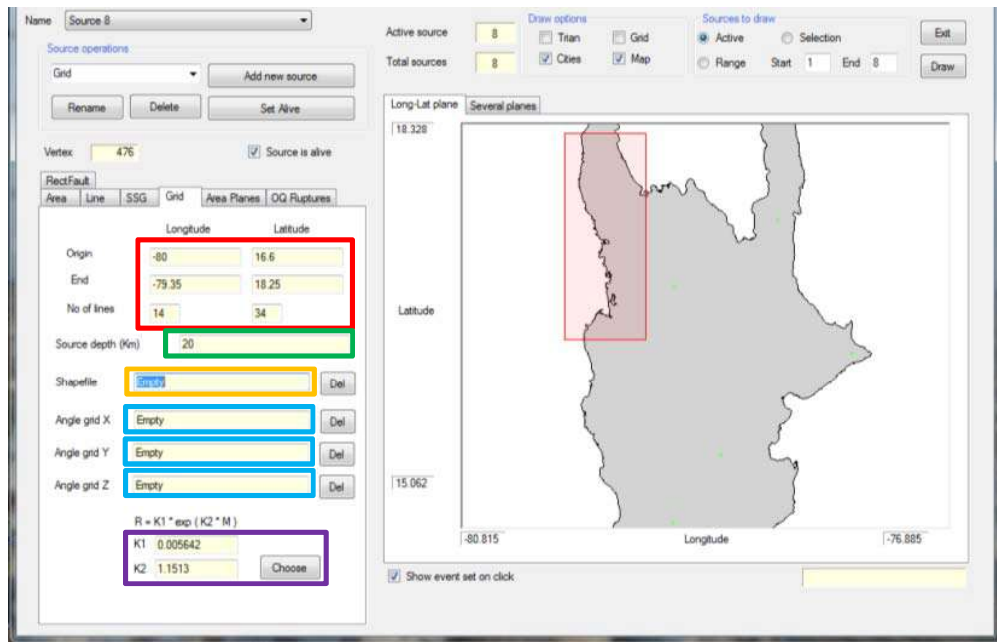 Name Source 8
Source operations
Grid Add new source
Rename Delete Set Alive
Vertex 476 Source is alive
RectFault
Area Line SSG Grid Area Planes OQ Ruptures
Longitude Latitude
Origin -80 16.6
End -79.35 18.25
No of lines 14 34
Source depth (Km) 20
Shapefile Empty Del
Angle grid X Empty Del
Angle grid Y Empty Del
Angle grid Z Empty Del
R = K1 * exp ( K2 * M )
K1 0.005642
K2 1.1513 Choose
Active source 8
Total sources 8
Draw options
Trian Grid
Cities Map
Sources to draw
Active Selection
Range Start 1 End 8
Exit
Draw
Long-Lat plane Several planes
18.328
Latitude
15.062
-80.815 Longitude -76.885
Show event set on click